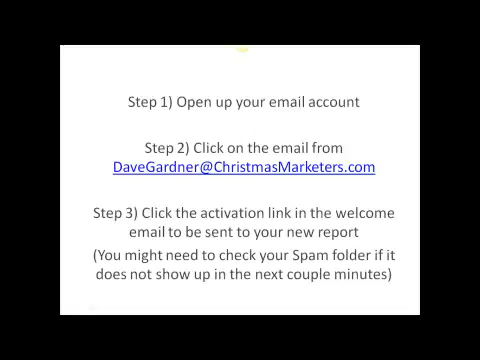 Step 1) Open up your email account
Step 2) Click on the email from
DaveGardner@ChristmasMarketers.com
Step 3) Click the activation link in the welcome
email to be sent to your new report
(You might need to check your Spam folder if it
does not show up in the next couple minutes)